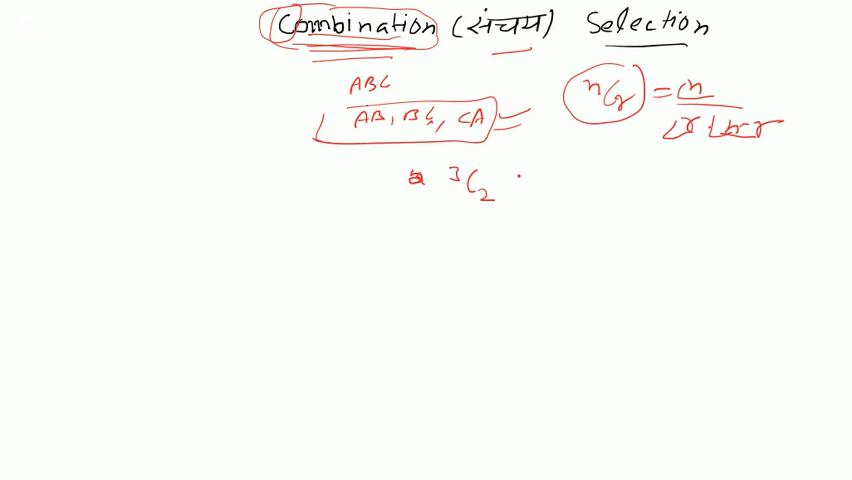 Combination (संचय) Selection
ABC
AB, BC, CA
nCr = n / r · n-r
3C2